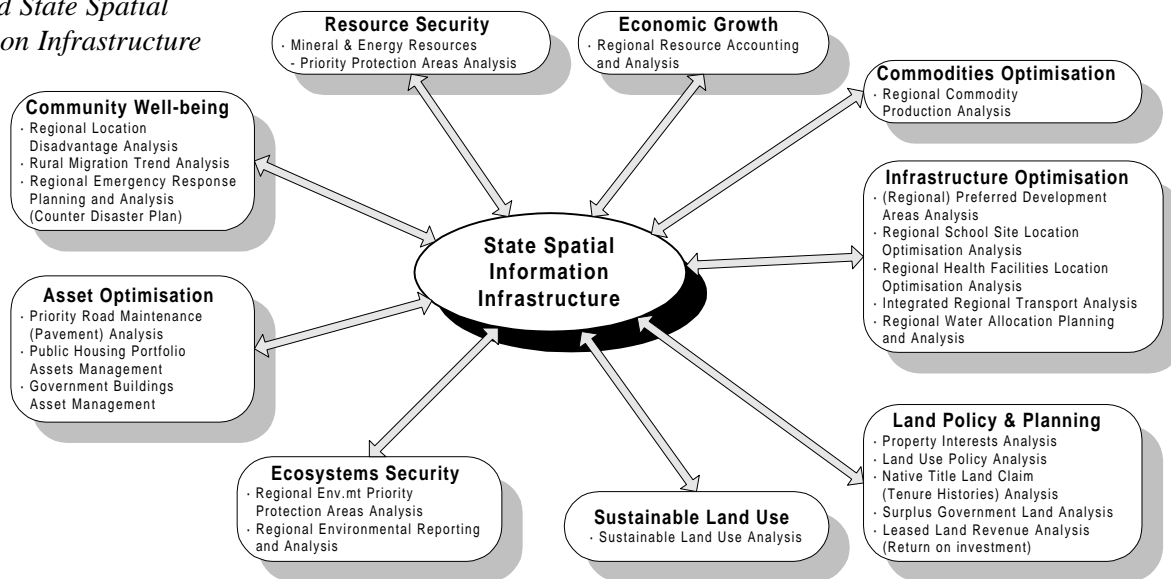 d State Spatial
on Infrastructure
Resource Security
· Mineral & Energy Resources
- Priority Protection Areas Analysis
Economic Growth
· Regional Resource Accounting
and Analysis
Commodities Optimisation
· Regional Commodity
Production Analysis
Community Well-being
· Regional Location
Disadvantage Analysis
· Rural Migration Trend Analysis
· Regional Emergency Response
Planning and Analysis
(Counter Disaster Plan)
Infrastructure Optimisation
· (Regional) Preferred Development
Areas Analysis
· Regional School Site Location
Optimisation Analysis
· Regional Health Facilities Location
Optimisation Analysis
· Integrated Regional Transport Analysis
· Regional Water Allocation Planning
and Analysis
State Spatial
Information
Infrastructure
Asset Optimisation
· Priority Road Maintenance
(Pavement) Analysis
· Public Housing Portfolio
Assets Management
· Government Buildings
Asset Management
Land Policy & Planning
· Property Interests Analysis
· Land Use Policy Analysis
· Native Title Land Claim
(Tenure Histories) Analysis
· Surplus Government Land Analysis
· Leased Land Revenue Analysis
(Return on investment)
Ecosystems Security
· Regional Env.mt Priority
Protection Areas Analysis
· Regional Environmental Reporting
and Analysis
Sustainable Land Use
· Sustainable Land Use Analysis